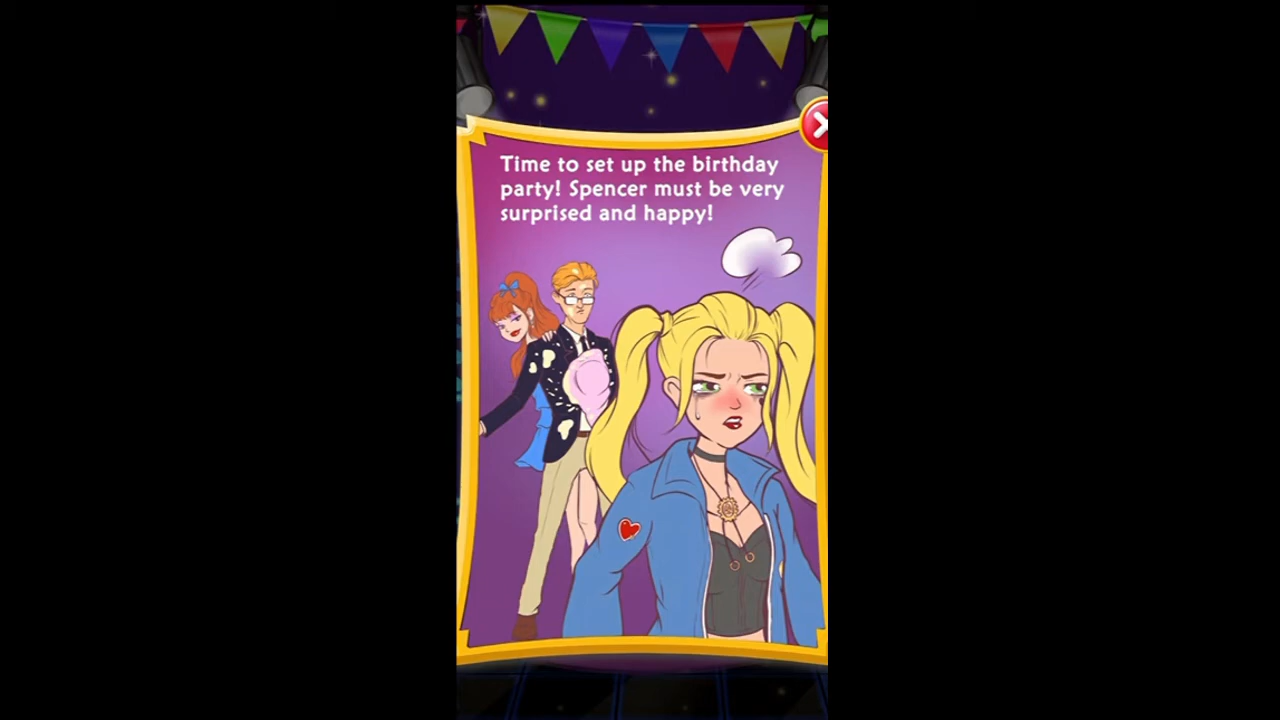 Time to set up the birthday
party! Spencer must be very
surprised and happy!